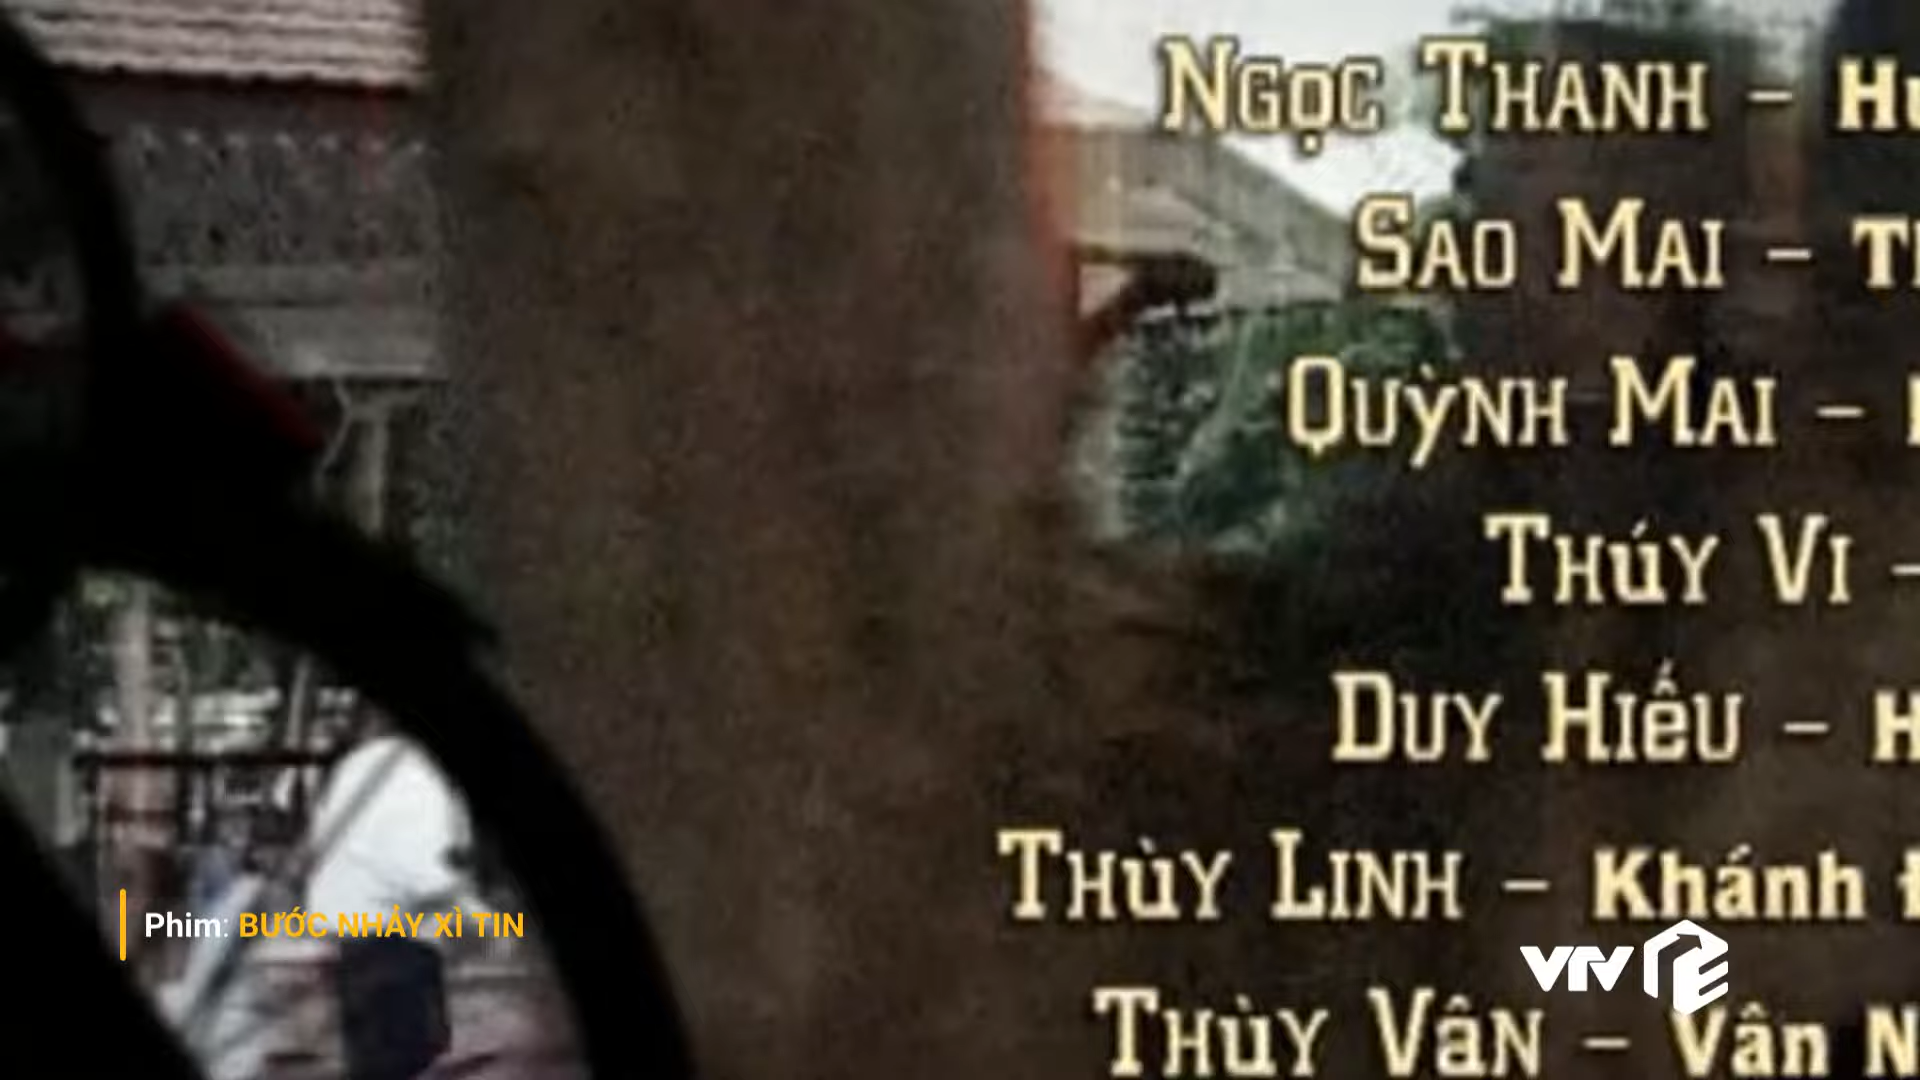 NGỌC THANH –
SAO MAI –
QUỲNH MAI –
THÚY VI –
DUY HIẾU –
THÙY LINH – Khánh
THÙY VÂN – Vân
Phim: BƯỚC NHẢY XÌ TIN
VTV